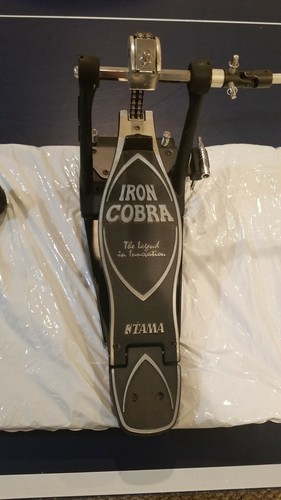 IRON
COBRA
The Legend
in Innovation
TAMA